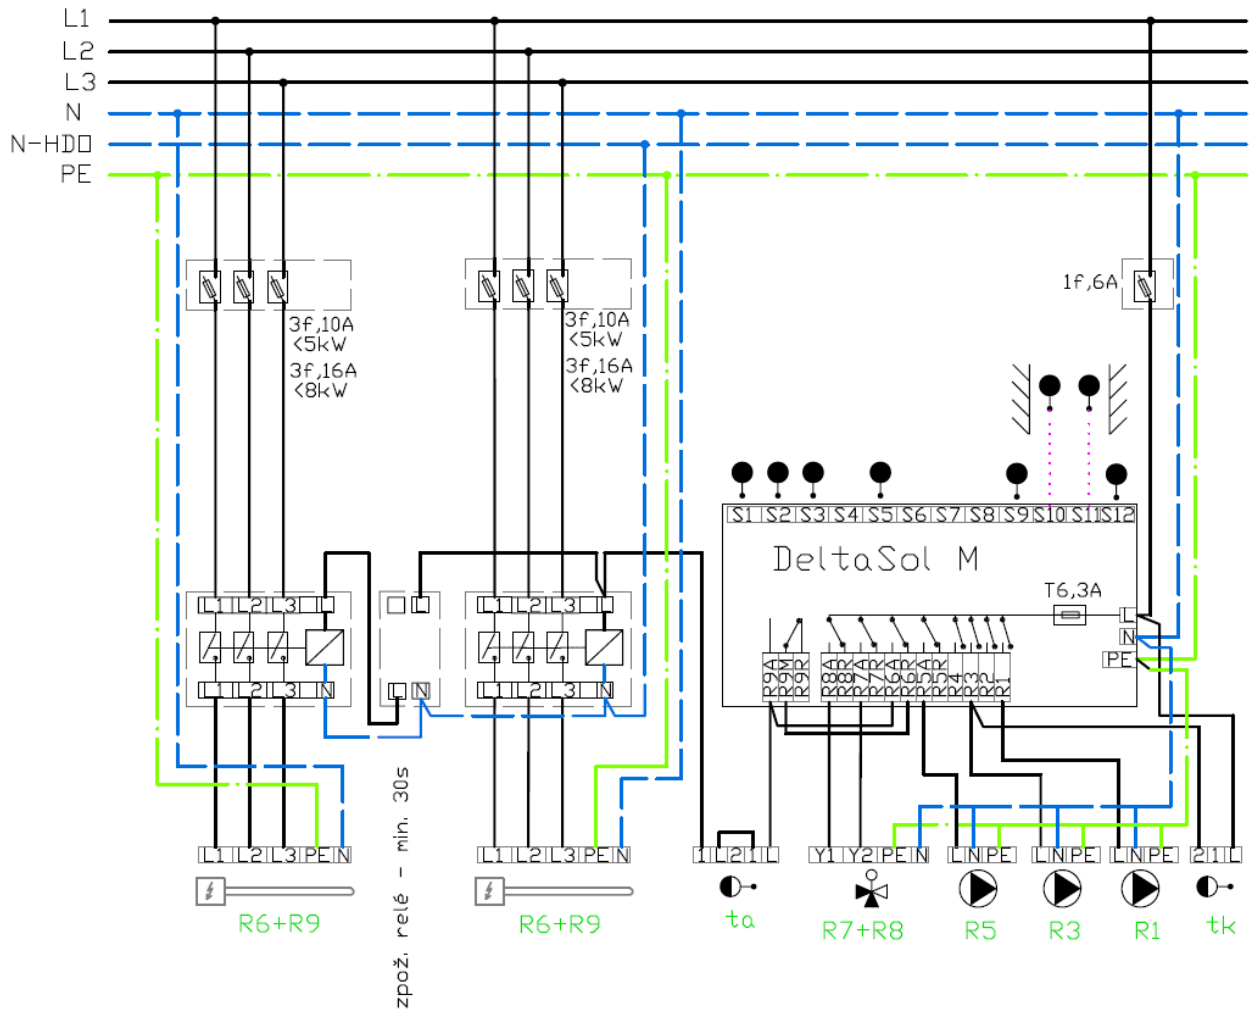 L1
L2
L3
N
N-HDO
PE
3f,10A
<5kW
3f,16A
<8kW
3f,10A
<5kW
3f,16A
<8kW
1f,6A
S1 S2 S3 S4 S5 S6 S7 S8 S9 S10 S11 S12
DeltaSol M
T6,3A
L
N
PE
R9A R9M R9R R8A R8R R7A R7R R6A R6R R5A R5R R4 R3 R2 R1
L1 L2 L3 L
L
L1 L2 L3 L
L1 L2 L3 N
L N
L1 L2 L3 N
zpož. relé - min. 30s
L1 L2 L3 PE N
L1 L2 L3 PE N
1 L 2 1 L
Y1 Y2 PE N
L N PE
L N PE
L N PE
2 1 L
R6+R9
R6+R9
ta
R7+R8
R5
R3
R1
tk